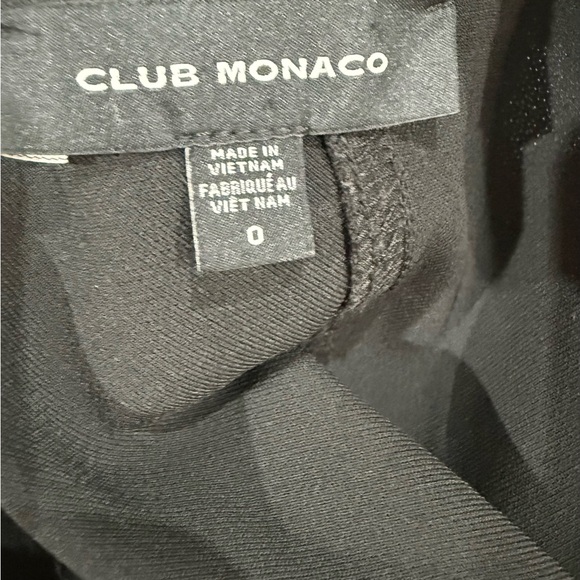 CLUB MONACO
MADE IN
VIETNAM
FABRIQUÉ AU
VIÊT NAM
0